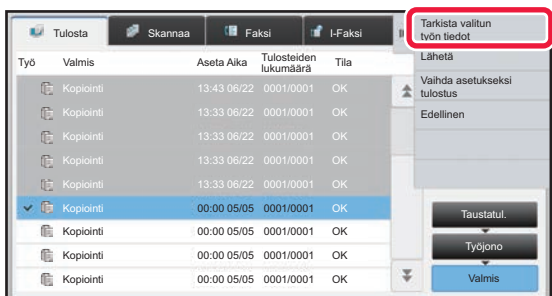 Tulosta
Skannaa
Faksi
I-Faksi
Tarkista valitun
työn tiedot
Lähetä
Vaihda asetukseksi
tulostus
Edellinen
Työ Valmis Aseta Aika Tulosteiden lukumäärä Tila
Kopiointi 13:43 06/22 0001/0001 OK
Kopiointi 13:33 06/22 0001/0001 OK
Kopiointi 13:33 06/22 0001/0001 OK
Kopiointi 13:33 06/22 0001/0001 OK
Kopiointi 13:33 06/22 0001/0001 OK
Kopiointi 00:00 05/05 0001/0001 OK
Kopiointi 00:00 05/05 0001/0001 OK
Kopiointi 00:00 05/05 0001/0001 OK
Kopiointi 00:00 05/05 0001/0001 OK
Taustatul.
Työjono
Valmis